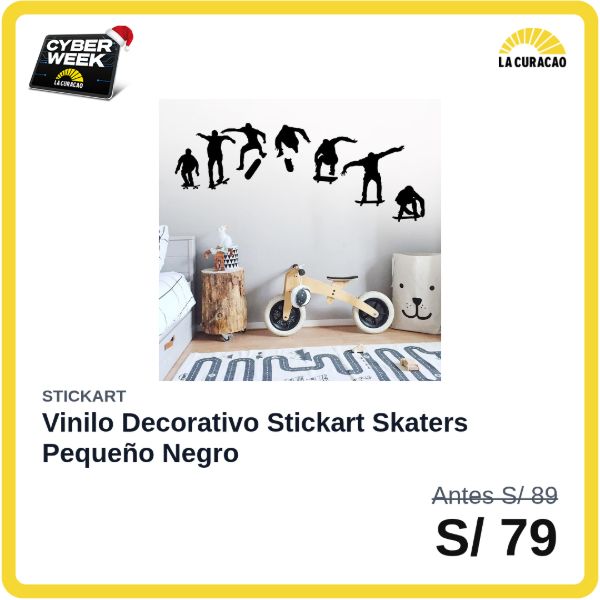 CYBER
WEEK
LA CURACAO
LA CURACAO
STICKART
Vinilo Decorativo Stickart Skaters
Pequeño Negro
Antes S/ 89
S/ 79